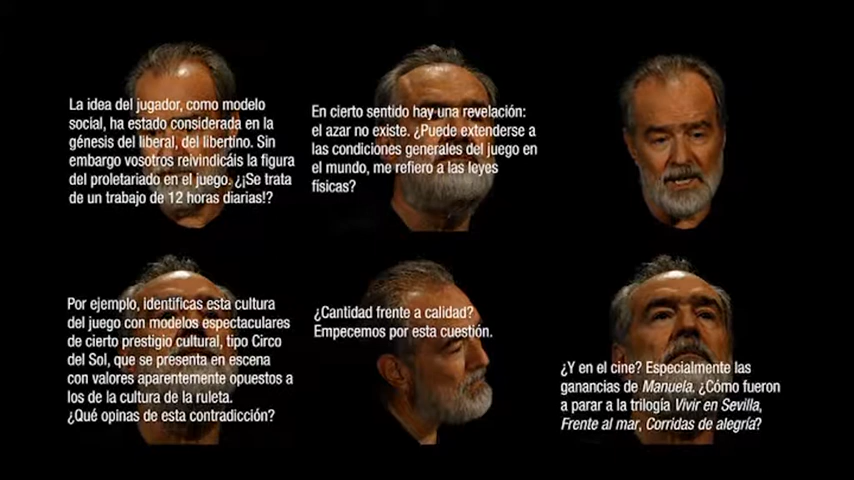 La idea del jugador, como modelo
social, ha estado considerada en la
génesis del liberal, del libertino. Sin
embargo vosotros reivindicáis la figura
del proletariado en el juego. ¿¡Se trata
de un trabajo de 12 horas diarias!?
En cierto sentido hay una revelación:
el azar no existe. ¿Puede extenderse a
las condiciones generales del juego en
el mundo, me refiero a las leyes
físicas?
Por ejemplo, identificas esta cultura
del juego con modelos espectaculares
de cierto prestigio cultural, tipo Circo
del Sol, que se presenta en escena
con valores aparentemente opuestos a
los de la cultura de la ruleta.
¿Qué opinas de esta contradicción?
¿Cantidad frente a calidad?
Empecemos por esta cuestión.
¿Y en el cine? Especialmente las
ganancias de Manuela. ¿Cómo fueron
a parar a la trilogía Vivir en Sevilla,
Frente al mar, Corridas de alegría?